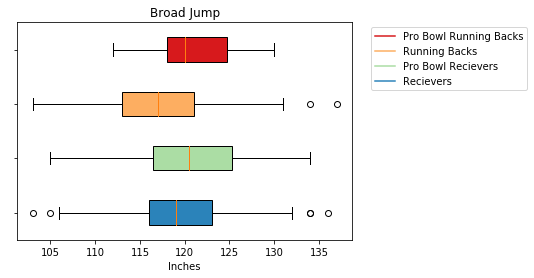 Broad Jump
Pro Bowl Running Backs
Running Backs
Pro Bowl Recievers
Recievers
105 110 115 120 125 130 135
Inches